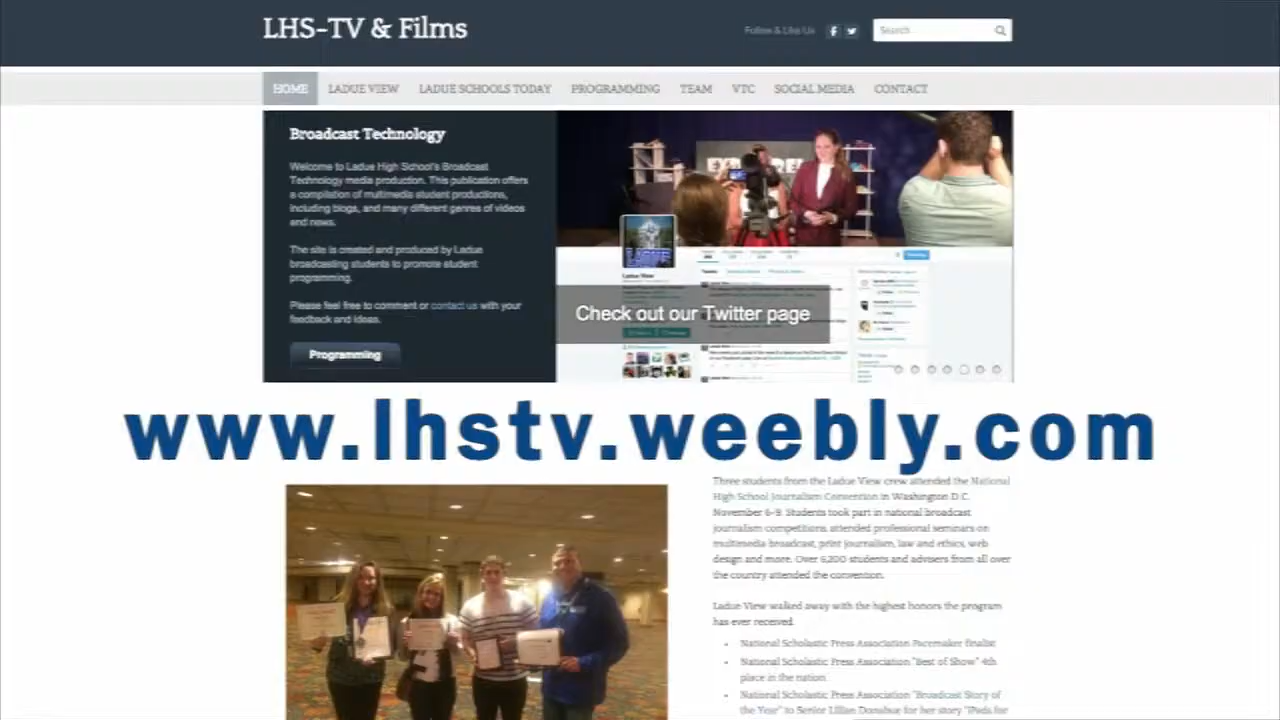 LHS-TV & Films
Follow & Like Us
Search...
HOME LADUE VIEW LADUE SCHOOLS TODAY PROGRAMMING TEAM VTC SOCIAL MEDIA CONTACT
Broadcast Technology
Welcome to Ladue High School's Broadcast
Technology media production. This publication offers
a compilation of multimedia student productions,
including blogs, and many different genres of videos
and news.
The site is created and produced by Ladue
broadcasting students to promote student
programming.
Please feel free to comment or contact us with your
feedback and ideas.
Programming
LADUE
Ladue View
Check out our Twitter page
www.lhstv.weebly.com
Three students from the Ladue View crew attended the National
High School Journalism Convention in Washington D.C.
November 6-9. Students took part in national broadcast
journalism competitions, attended professional seminars on
multimedia broadcast, print journalism, law and ethics, web
design and more. Over 6,200 students and advisers from all over
the country attended the convention.
Ladue View walked away with the highest honors the program
has ever received.
National Scholastic Press Association Pacemaker finalist
National Scholastic Press Association "Best of Show" 4th
place in the nation.
National Scholastic Press Association "Broadcast Story of
the Year" to Senior Lillian Donahue for her story "iPads for